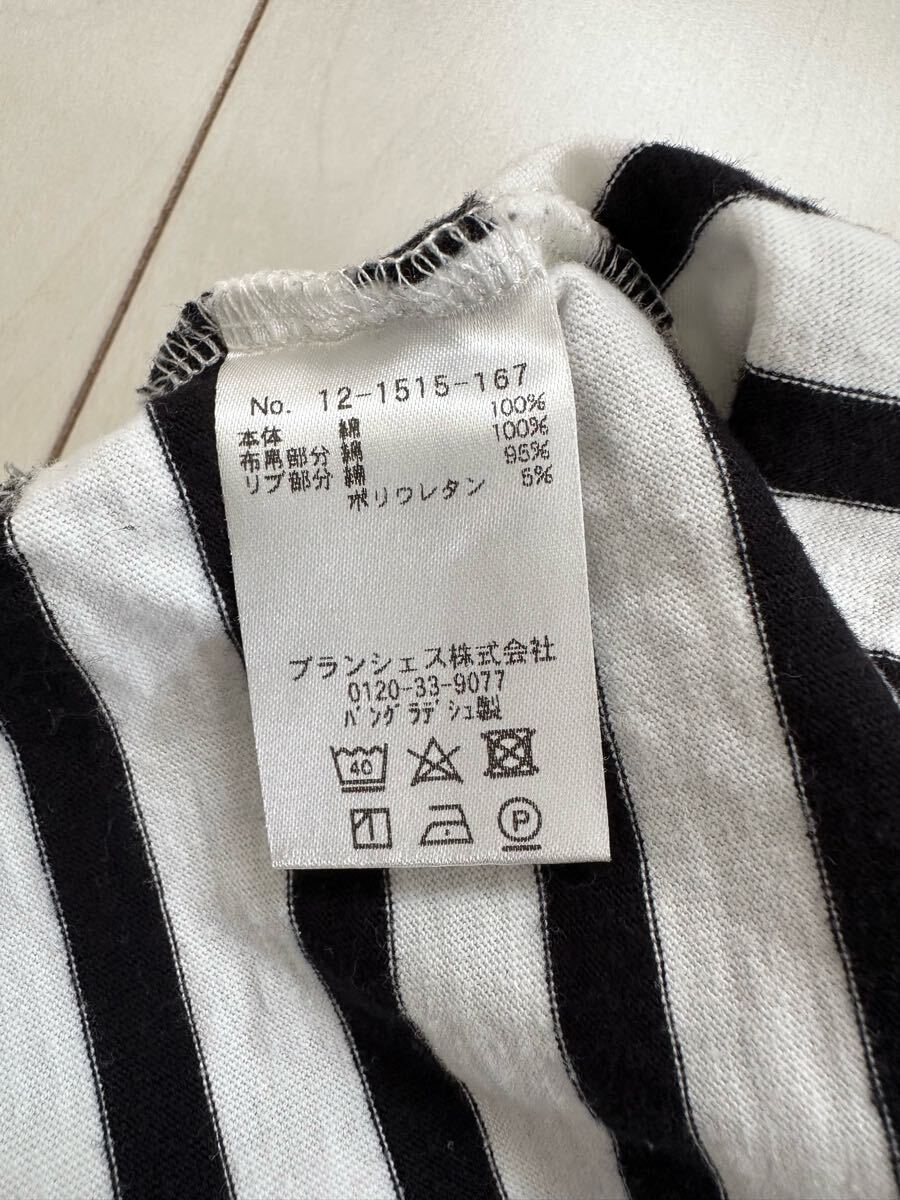 No. 12-1515-167
本体 綿 100%
布帛部分 綿 100%
リブ部分 綿 95%
ポリウレタン 5%
ブランシェス株式会社
0120-33-9077
バングラデシュ製
40
P